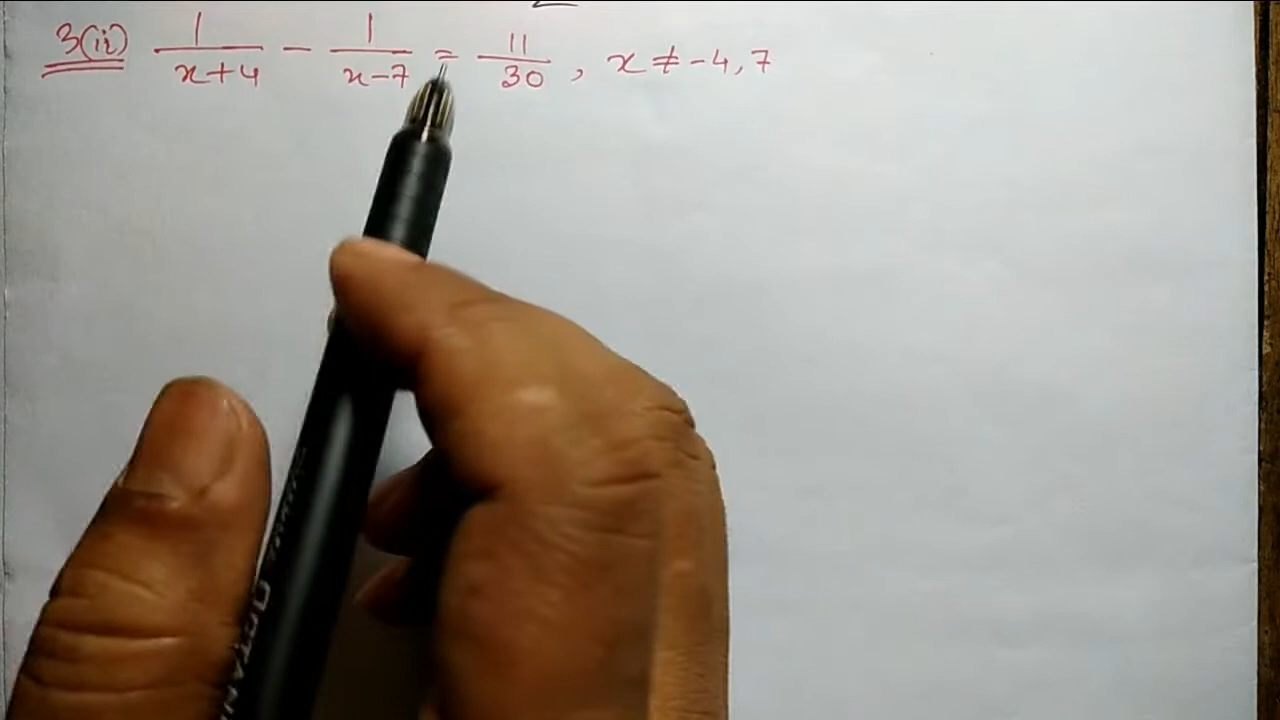 3(ii) 1/(x+4) - 1/(x-7) = 11/30, x ≠ -4, 7